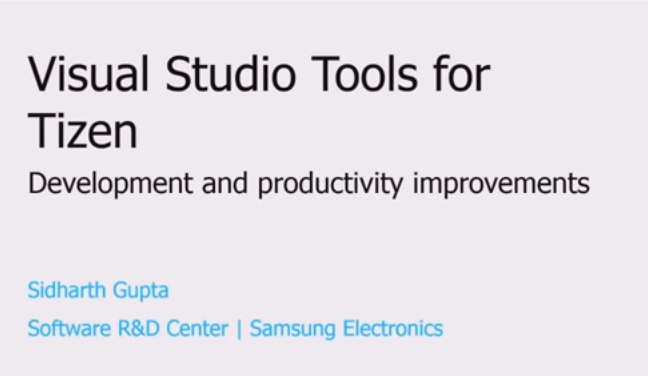 Visual Studio Tools for
Tizen
Development and productivity improvements
Sidharth Gupta
Software R&D Center | Samsung Electronics